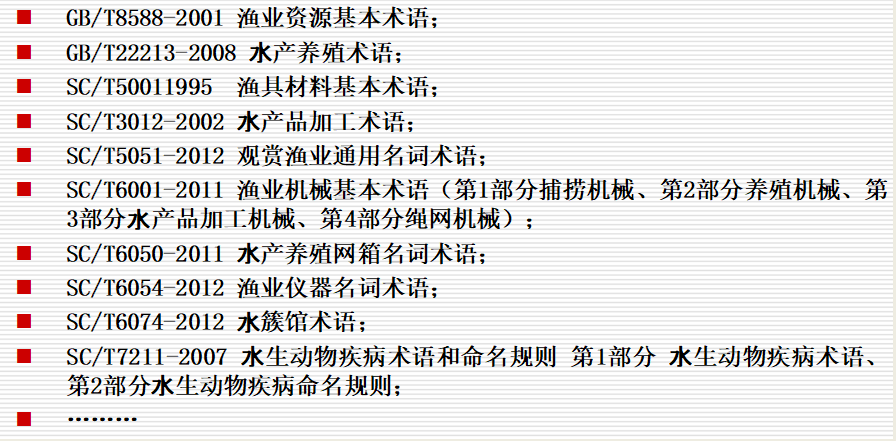 GB/T8588-2001 渔业资源基本术语;
GB/T22213-2008 水产养殖术语;
SC/T50011995 渔具材料基本术语;
SC/T3012-2002 水产品加工术语;
SC/T5051-2012 观赏渔业通用名词术语;
SC/T6001-2011 渔业机械基本术语（第1部分捕捞机械、第2部分养殖机械、第
3部分水产品加工机械、第4部分绳网机械）;
SC/T6050-2011 水产养殖网箱名词术语;
SC/T6054-2012 渔业仪器名词术语;
SC/T6074-2012 水簇馆术语;
SC/T7211-2007 水生动物疾病术语和命名规则 第1部分 水生动物疾病术语、
第2部分水生动物疾病命名规则;
………